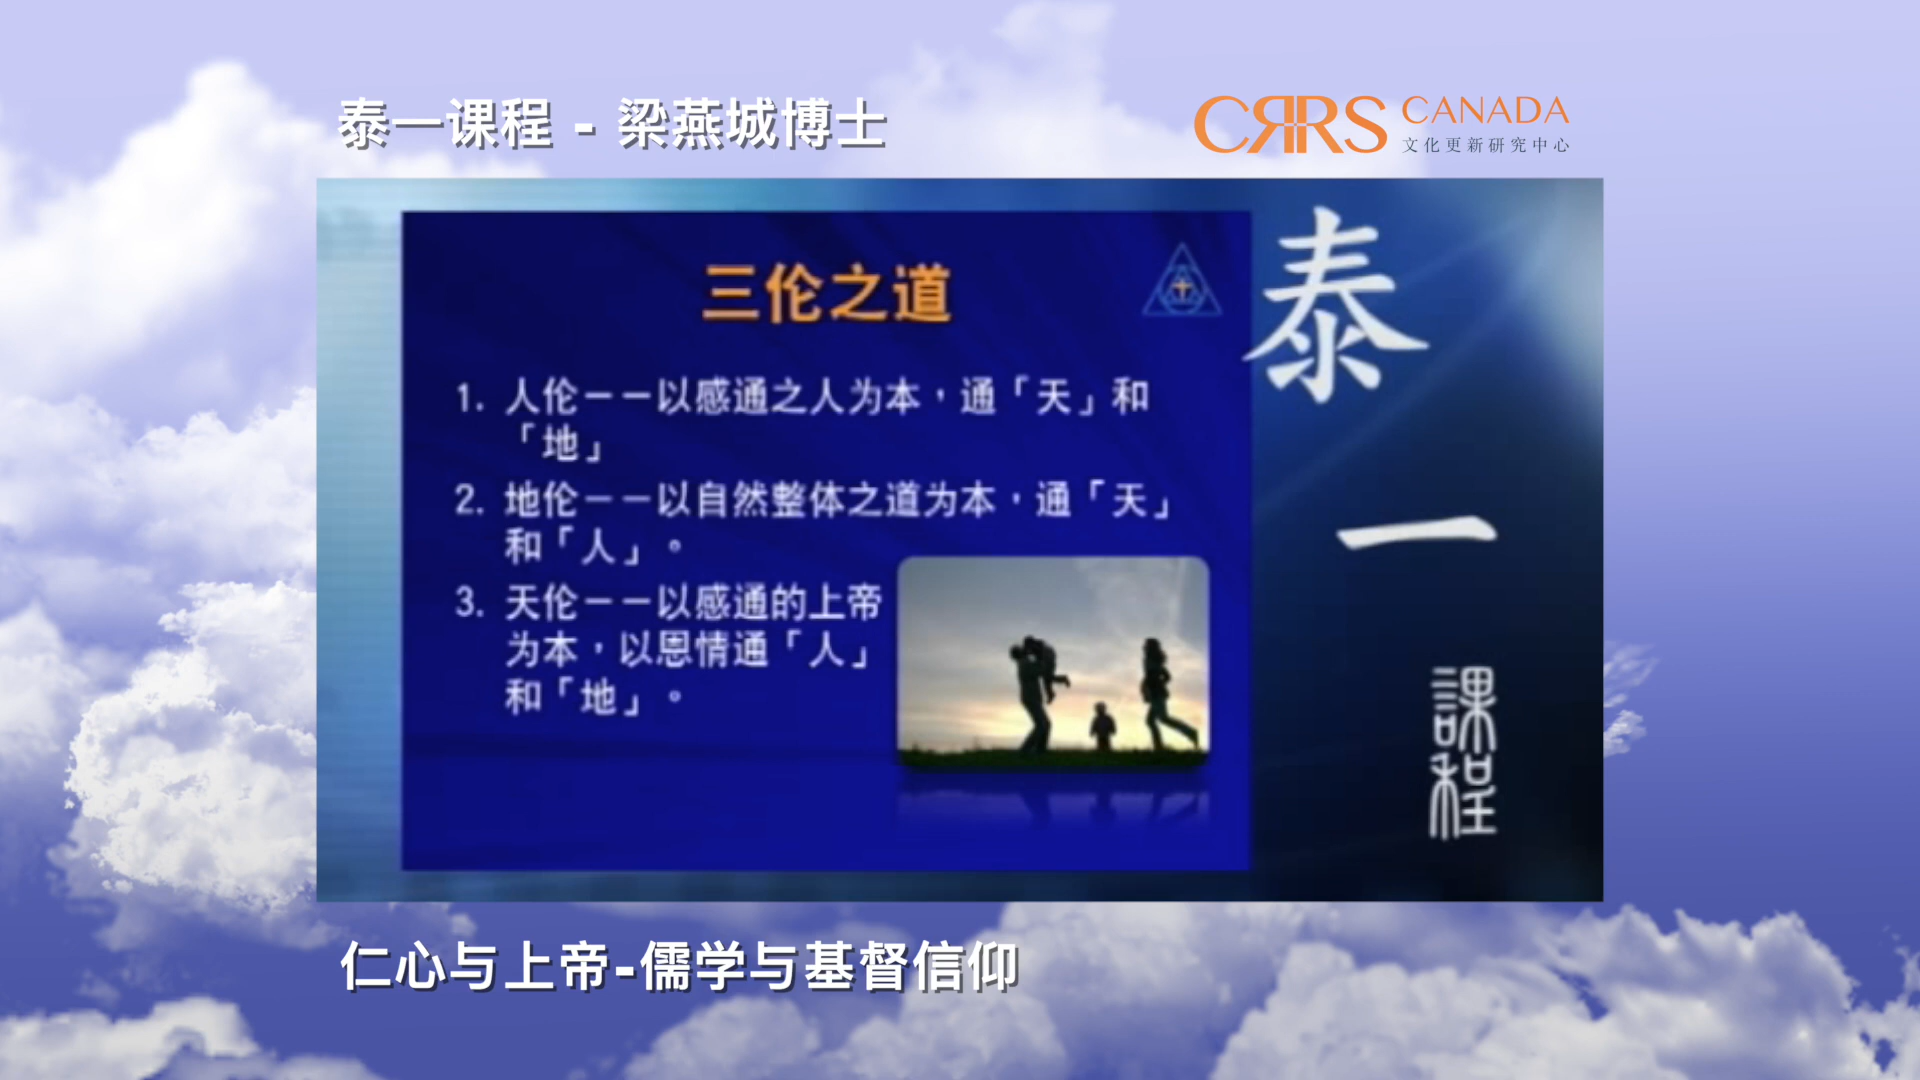 泰一课程 - 梁燕城博士
CRRS CANADA
文化更新研究中心
三伦之道
1. 人伦——以感通之人为本，通「天」和
「地」
2. 地伦——以自然整体之道为本，通「天」
和「人」。
3. 天伦——以感通的上帝
为本，以恩情通「人」
和「地」。
泰
一
課程
仁心与上帝-儒学与基督信仰